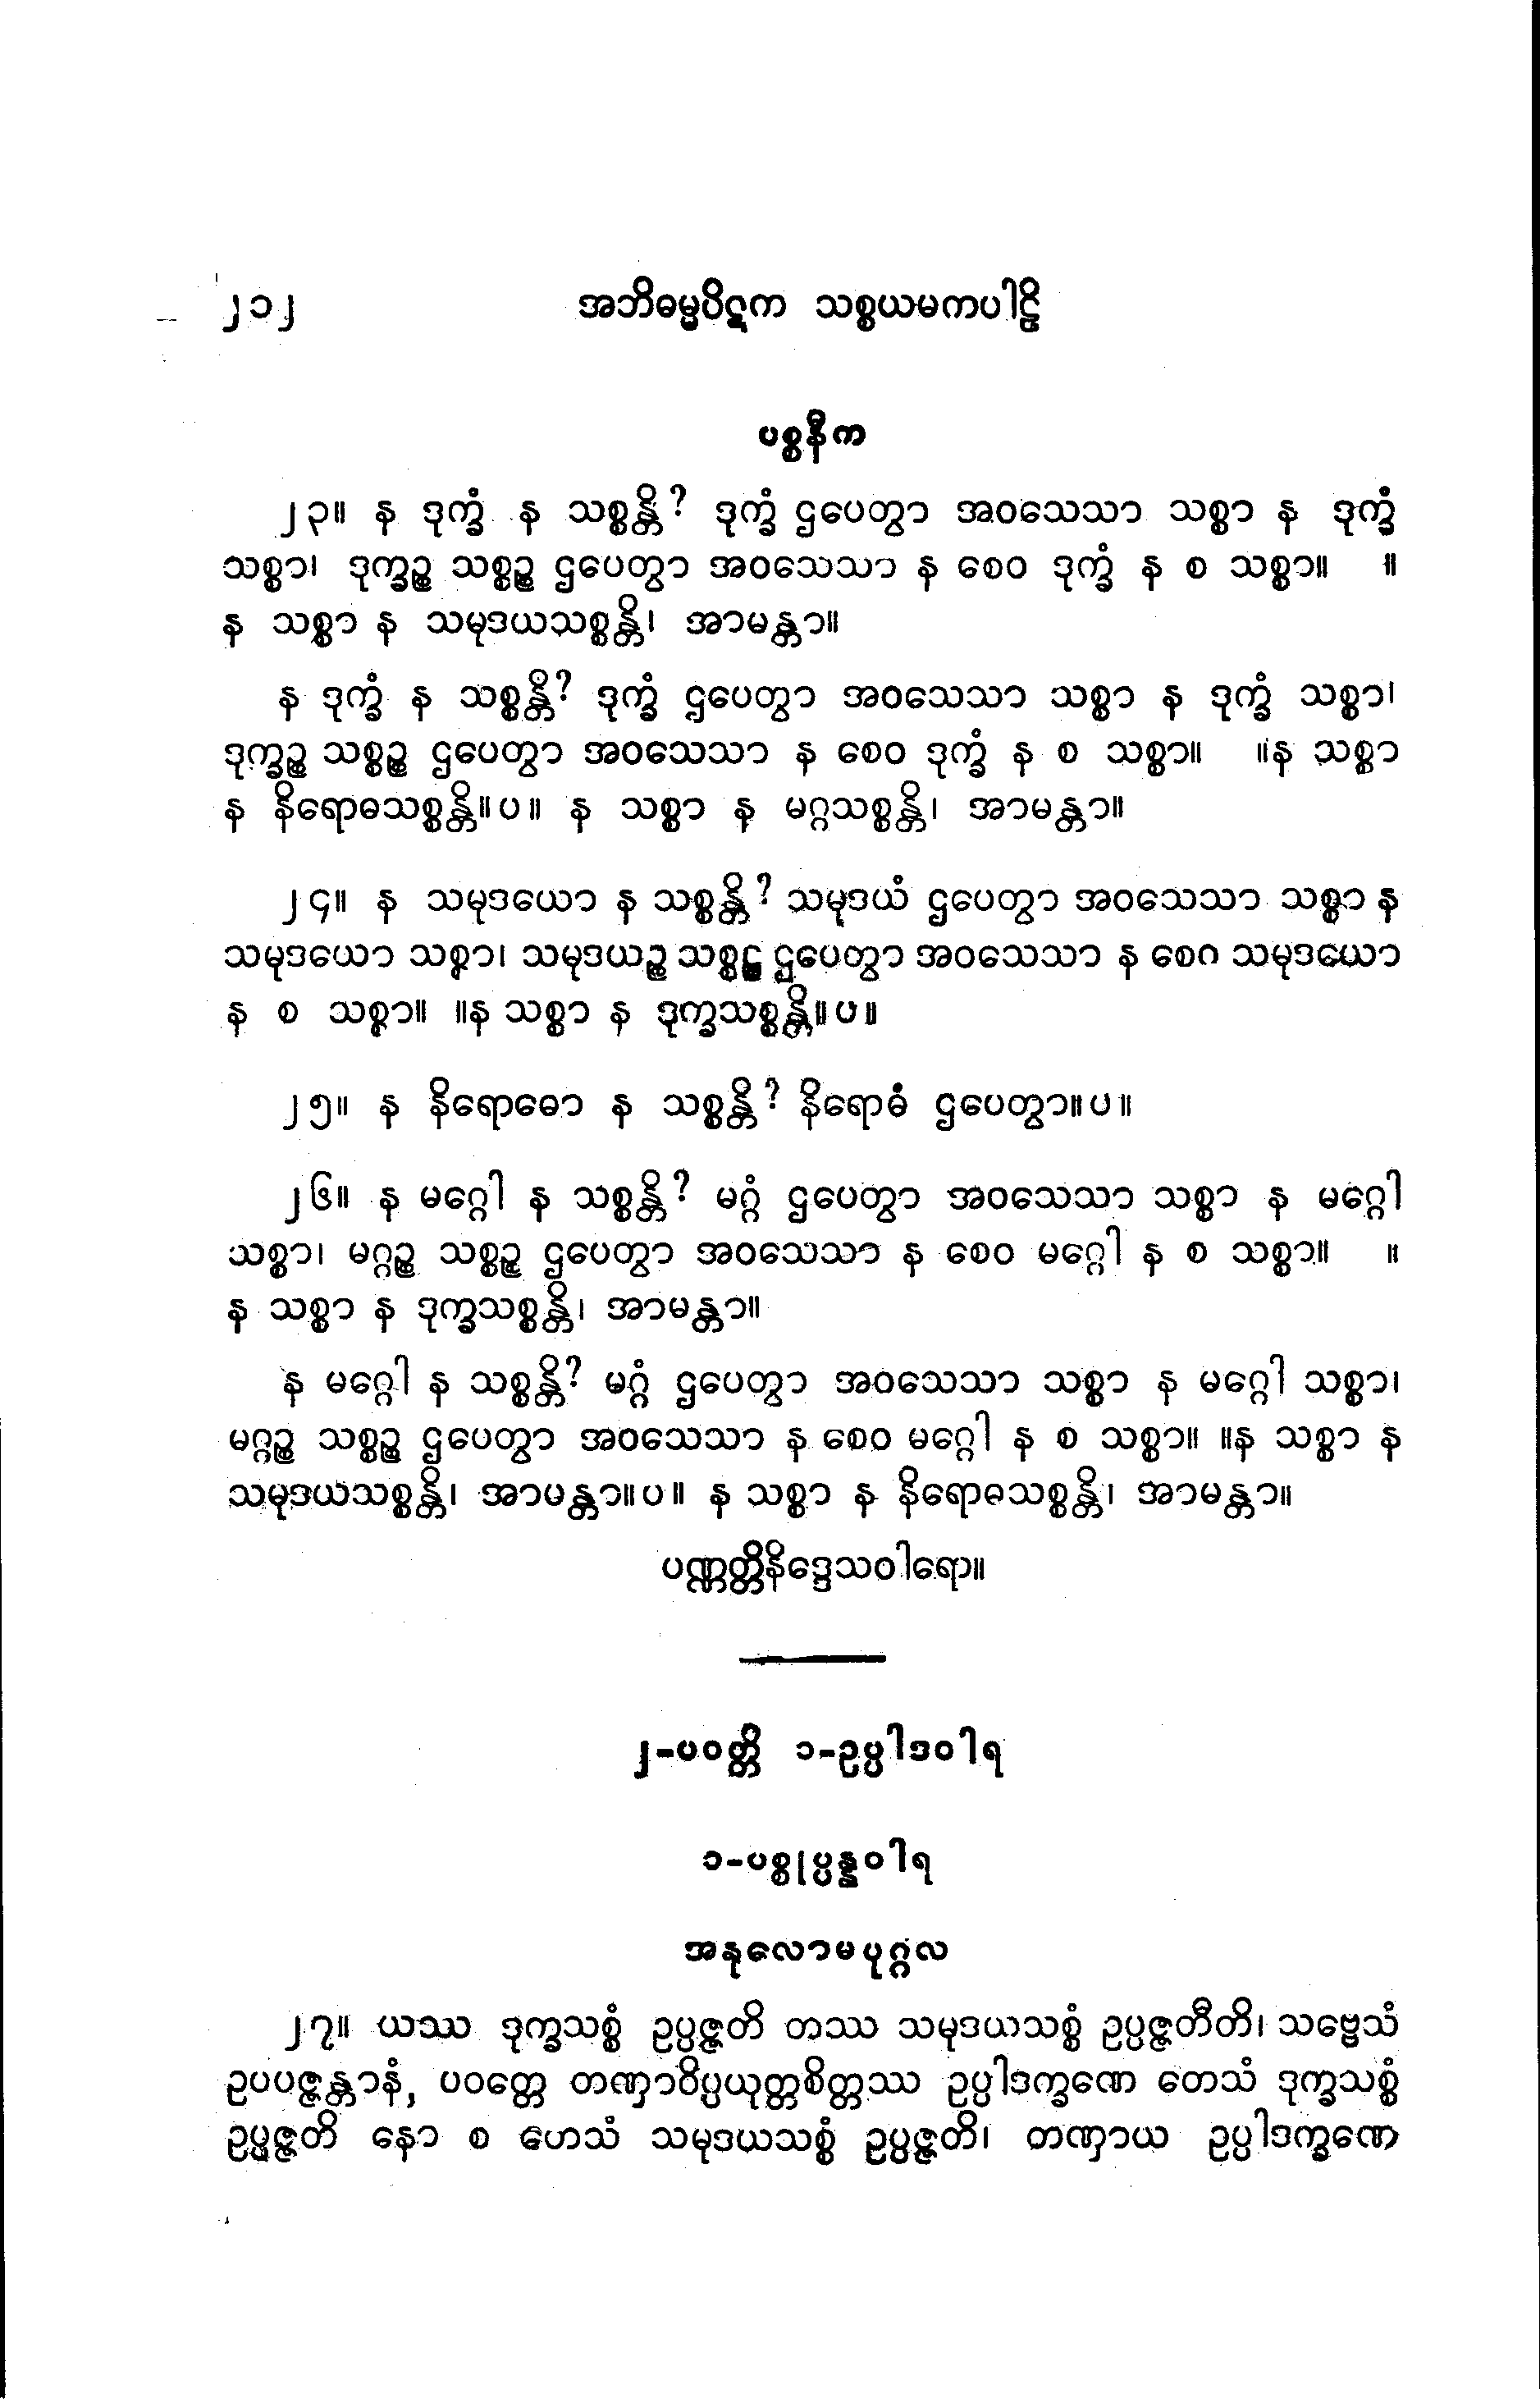 ၂၁၂ အဘိဓမ္မပိဋက သစ္စယမကပါဠိ
ပစ္စနီက
၂၃။ န ဒုက္ခံ န သစ္စန္တိ? ဒုက္ခံ ဌပေတွာ အဝသေသာ သစ္စာ န ဒုက္ခံ
သစ္စာ၊ ဒုက္ခဉ္စ သစ္စဉ္စ ဌပေတွာ အဝသေသာ န စေဝ ဒုက္ခံ န စ သစ္စာ။ ။
န သစ္စာ န သမုဒယသစ္စန္တိ၊ အာမန္တာ။
န ဒုက္ခံ န သစ္စန္တိ? ဒုက္ခံ ဌပေတွာ အဝသေသာ သစ္စာ န ဒုက္ခံ သစ္စာ၊
ဒုက္ခဉ္စ သစ္စဉ္စ ဌပေတွာ အဝသေသာ န စေဝ ဒုက္ခံ န စ သစ္စာ။ ။န သစ္စာ
န နိရောဓသစ္စန္တိ။ပ။ န သစ္စာ န မဂ္ဂသစ္စန္တိ၊ အာမန္တာ။
၂၄။ န သမုဒယော န သစ္စန္တိ? သမုဒယံ ဌပေတွာ အဝသေသာ သစ္စာ န
သမုဒယော သစ္စာ၊ သမုဒယဉ္စ သစ္စဉ္စ ဌပေတွာ အဝသေသာ န စေဝ သမုဒယော
န စ သစ္စာ။ ။န သစ္စာ န ဒုက္ခသစ္စန္တိ။ပ။
၂၅။ န နိရောဓော န သစ္စန္တိ? နိရောဓံ ဌပေတွာ။ပ။
၂၆။ န မဂ္ဂေါ န သစ္စန္တိ? မဂ္ဂံ ဌပေတွာ အဝသေသာ သစ္စာ န မဂ္ဂေါ
သစ္စာ၊ မဂ္ဂဉ္စ သစ္စဉ္စ ဌပေတွာ အဝသေသာ န စေဝ မဂ္ဂေါ န စ သစ္စာ။ ။
န သစ္စာ န ဒုက္ခသစ္စန္တိ၊ အာမန္တာ။
န မဂ္ဂေါ န သစ္စန္တိ? မဂ္ဂံ ဌပေတွာ အဝသေသာ သစ္စာ န မဂ္ဂေါ သစ္စာ၊
မဂ္ဂဉ္စ သစ္စဉ္စ ဌပေတွာ အဝသေသာ န စေဝ မဂ္ဂေါ န စ သစ္စာ။ ။န သစ္စာ န
သမုဒယသစ္စန္တိ၊ အာမန္တာ။ပ။ န သစ္စာ န နိရောဓသစ္စန္တိ၊ အာမန္တာ။
ပဏ္ဏတ္တိနိဒ္ဒေသဝါရော။
၂-ပဝတ္တိ ၁-ဥပ္ပါဒဝါရ
၁-ပစ္စုပ္ပန္နဝါရ
အနုလောမပုဂ္ဂလ
၂၇။ ယဿ ဒုက္ခသစ္စံ ဥပ္ပဇ္ဇတိ တဿ သမုဒယသစ္စံ ဥပ္ပဇ္ဇတီတိ၊ သဗ္ဗေသံ
ဥပပဇ္ဇန္တာနံ, ပဝတ္တေ တဏှာဝိပ္ပယုတ္တစိတ္တဿ ဥပ္ပါဒက္ခဏေ တေသံ ဒုက္ခသစ္စံ
ဥပ္ပဇ္ဇတိ နော စ ဟေသံ သမုဒယသစ္စံ ဥပ္ပဇ္ဇတိ၊ တဏှာယ ဥပ္ပါဒက္ခဏေ